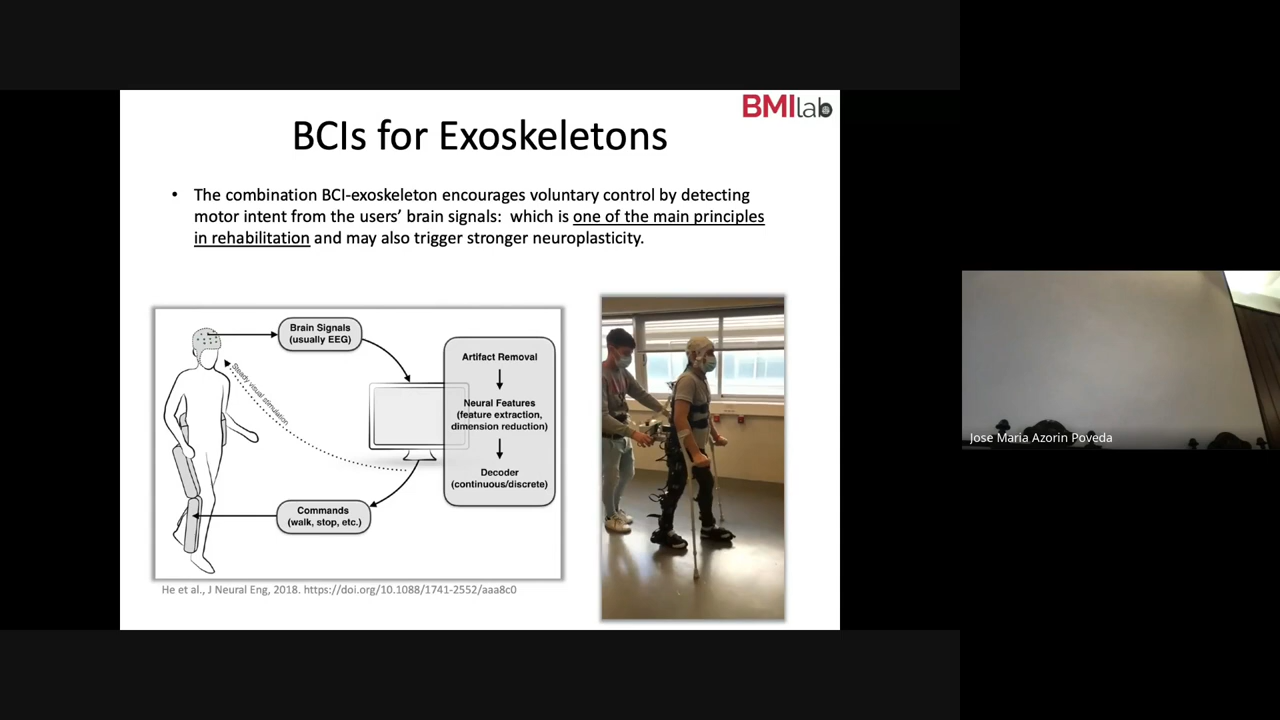 BMIlab
BCIs for Exoskeletons
• The combination BCI-exoskeleton encourages voluntary control by detecting
motor intent from the users’ brain signals: which is one of the main principles
in rehabilitation and may also trigger stronger neuroplasticity.
Brain Signals
(usually EEG)
Steady visual stimulation
Artifact Removal
Neural Features
(feature extraction,
dimension reduction)
Decoder
(continuous/discrete)
Commands
(walk, stop, etc.)
He et al., J Neural Eng, 2018. https://doi.org/10.1088/1741-2552/aaa8c0
Jose Maria Azorin Poveda